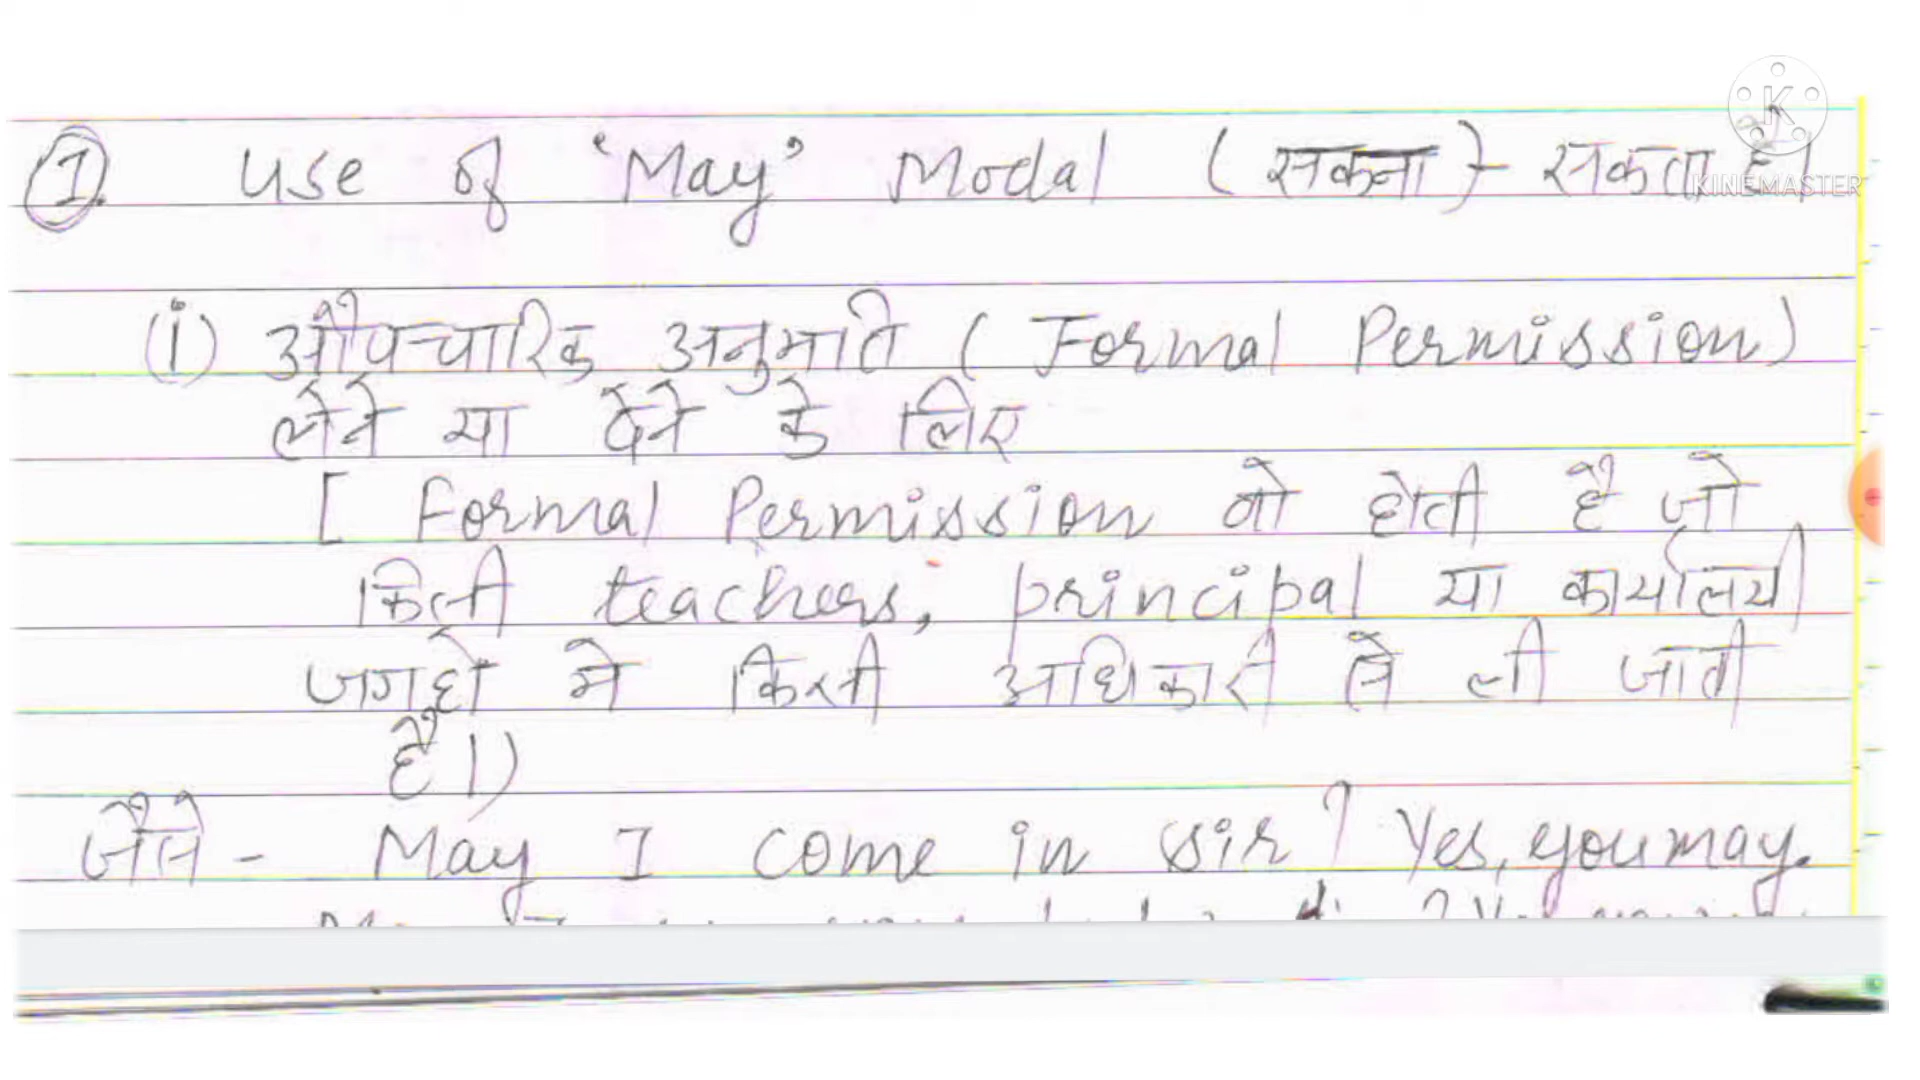 ① Use of 'May' Modal (सकना) - सकता है।
(i) औपचारिक अनुमति (Formal Permission)
लेने या देने के लिए
[ Formal Permission वो होती है जो
किसी teachers, principal या कार्यालयी
जगहो मे किसी अधिकारी से ली जाती
है।)
जैसे - May I come in sir? Yes, you may.
KINEMASTER